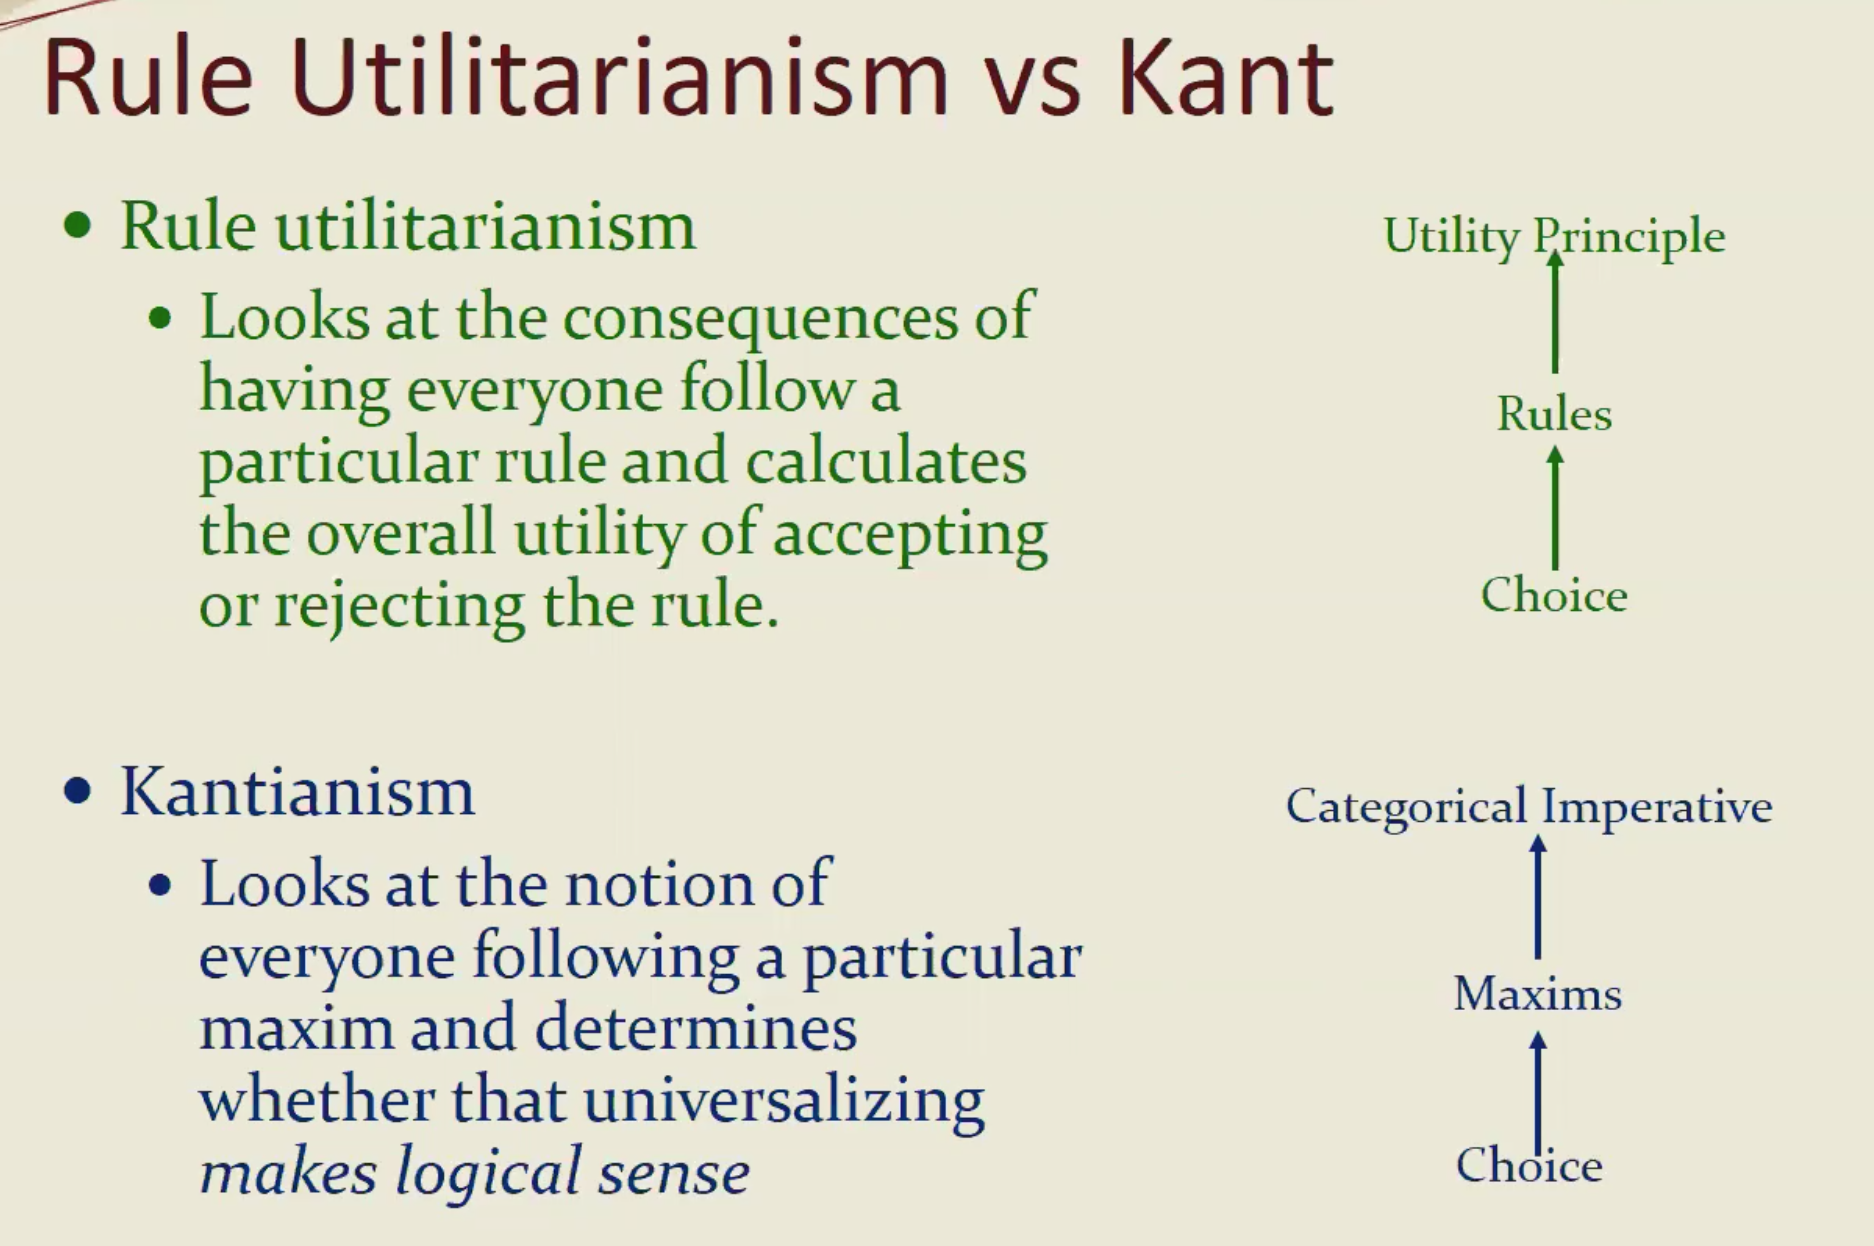 Rule Utilitarianism vs Kant
• Rule utilitarianism
• Looks at the consequences of
having everyone follow a
particular rule and calculates
the overall utility of accepting
or rejecting the rule.
Utility Principle
Rules
Choice
• Kantianism
• Looks at the notion of
everyone following a particular
maxim and determines
whether that universalizing
makes logical sense
Categorical Imperative
Maxims
Choice